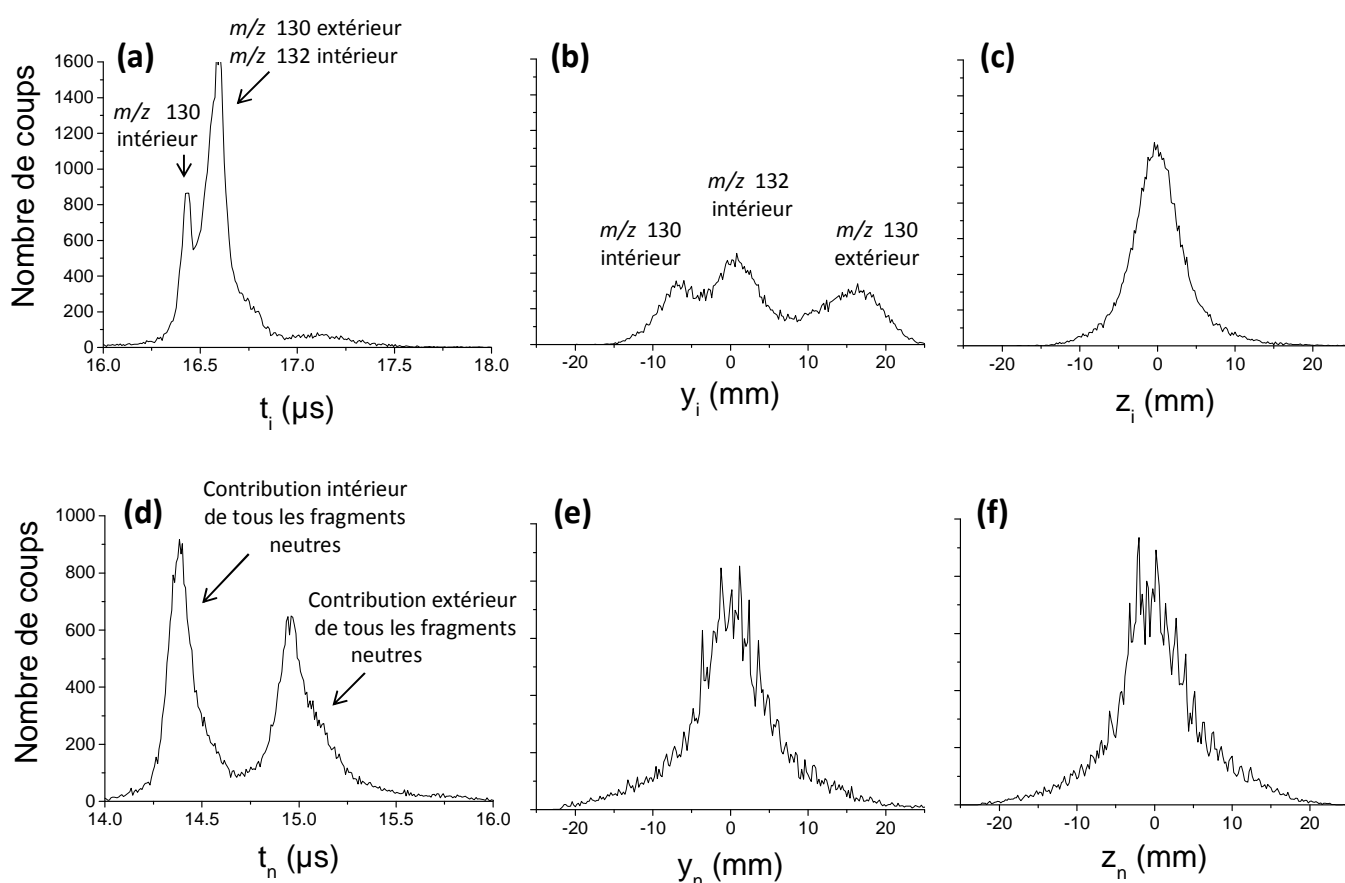 m/z 130 extérieur
m/z 132 intérieur
(a)
m/z 130
intérieur
Nombre de coups
1600
1400
1200
1000
800
600
400
200
0
16.0
16.5
17.0
17.5
18.0
t_i (µs)
(b)
m/z 132
intérieur
m/z 130
intérieur
m/z 130
extérieur
-20
-10
0
10
20
y_i (mm)
(c)
-20
-10
0
10
20
z_i (mm)
(d)
Contribution intérieur
de tous les fragments
neutres
Contribution extérieur
de tous les fragments
neutres
Nombre de coups
1000
800
600
400
200
0
14.0
14.5
15.0
15.5
16.0
t_n (µs)
(e)
-20
-10
0
10
20
y_n (mm)
(f)
-20
-10
0
10
20
z_n (mm)